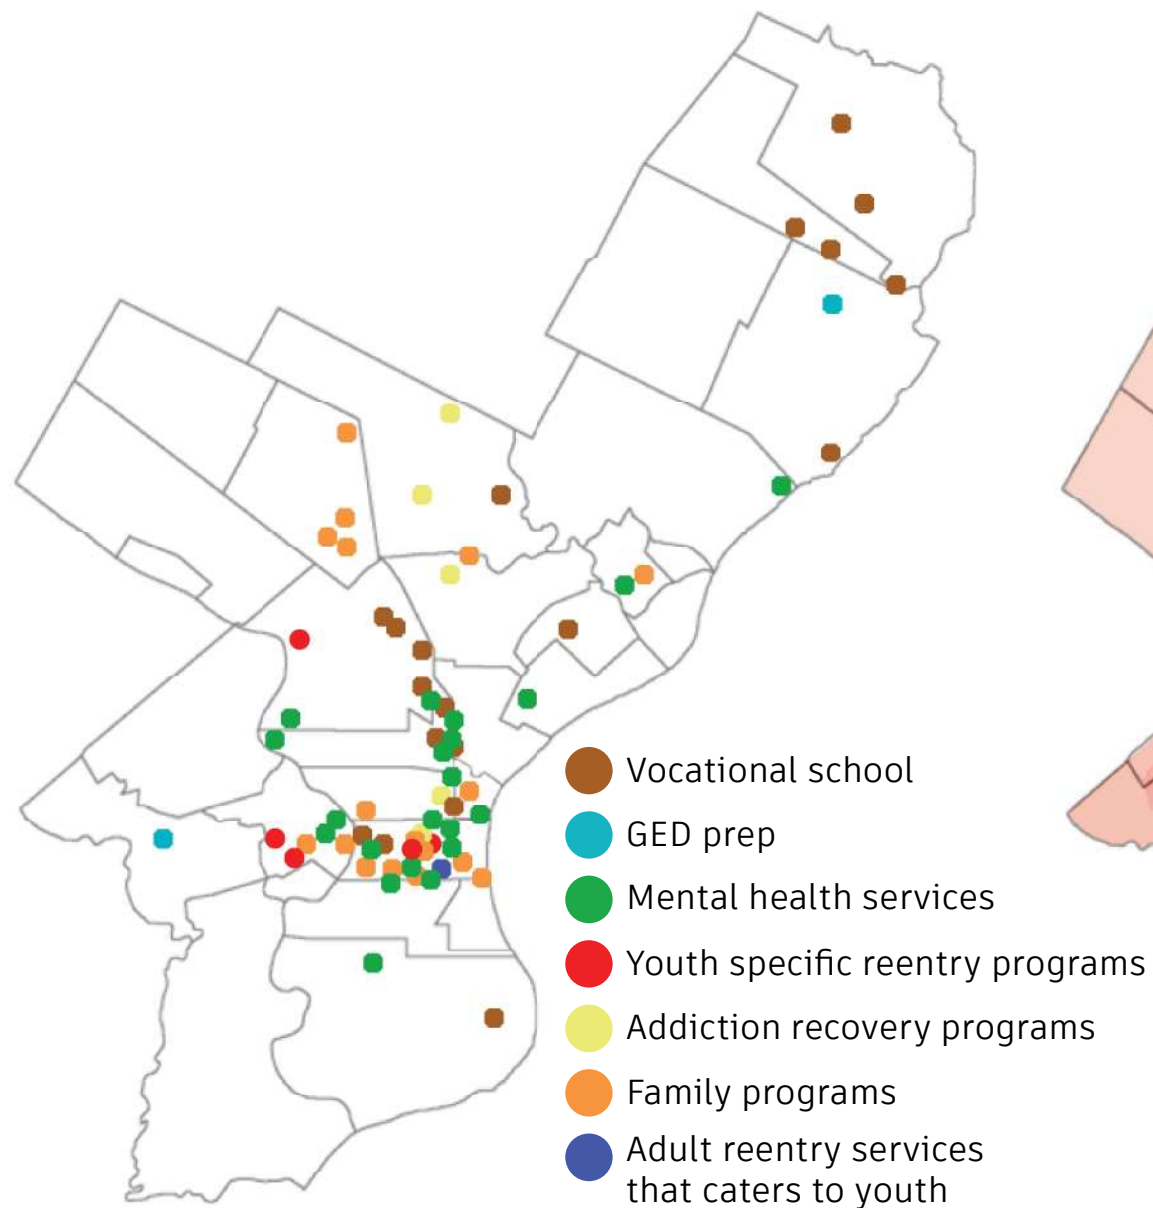 Vocational school
GED prep
Mental health services
Youth specific reentry programs
Addiction recovery programs
Family programs
Adult reentry services
that caters to youth